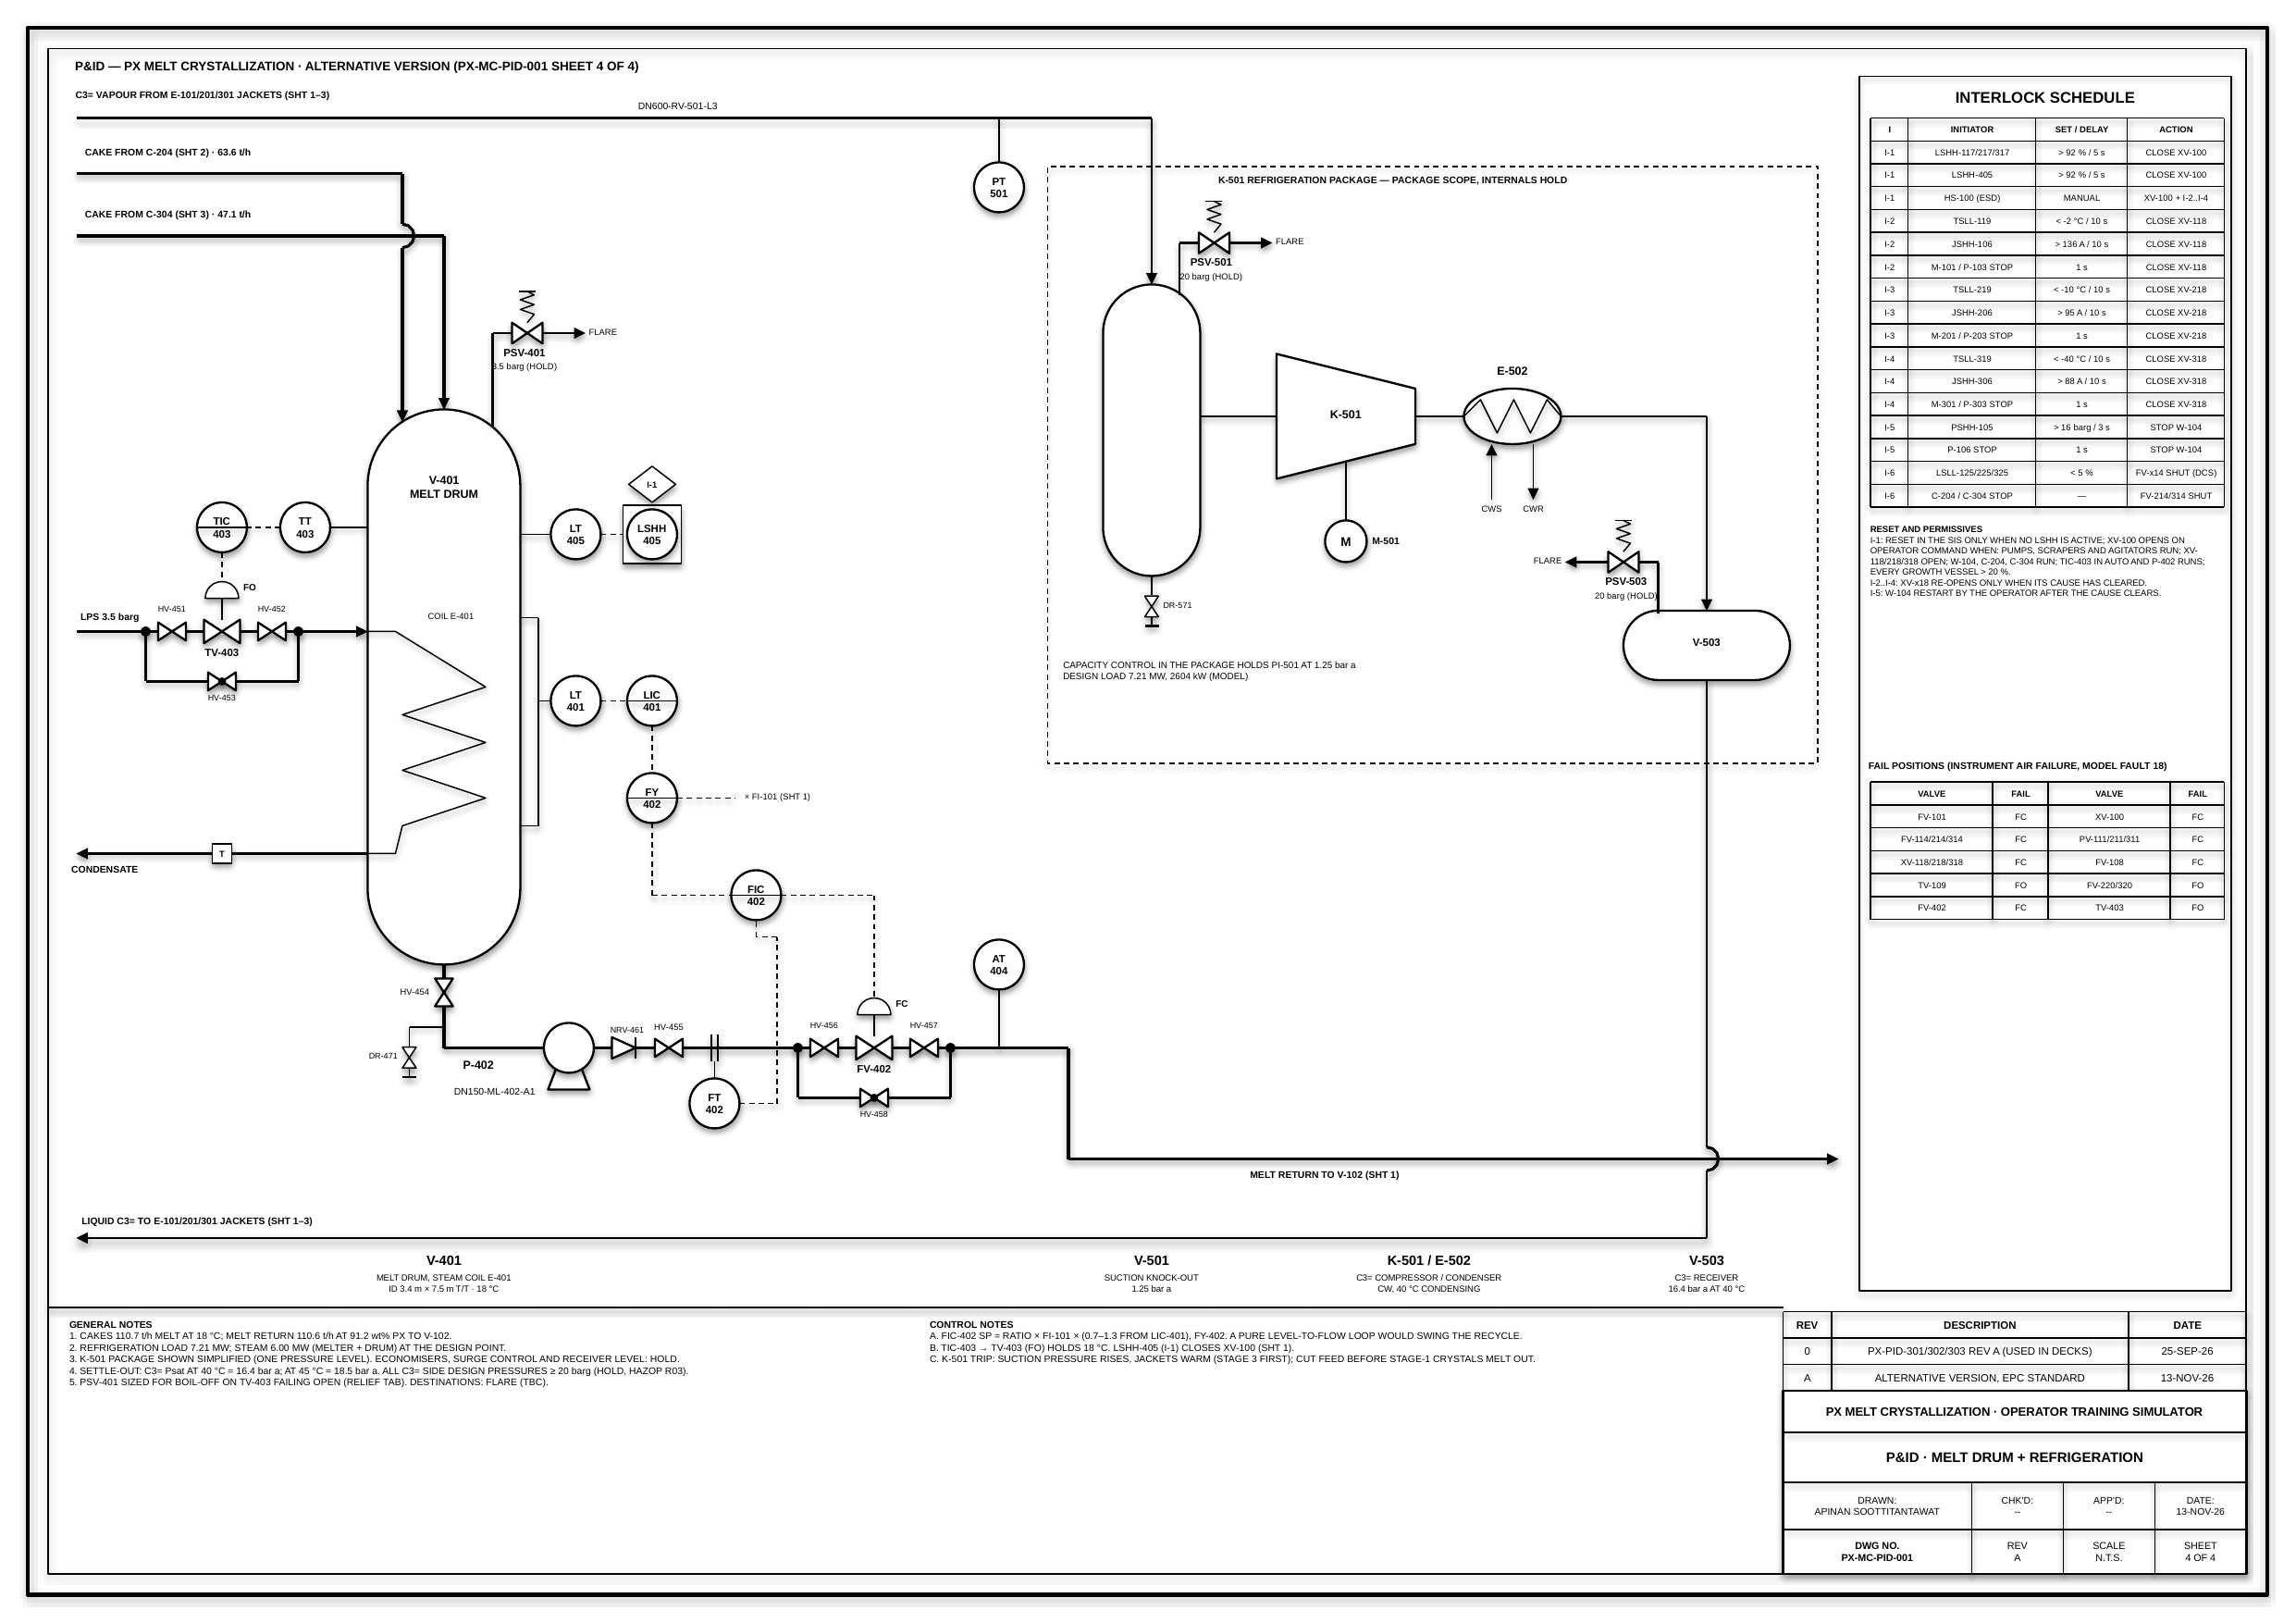 P&ID — PX MELT CRYSTALLIZATION · ALTERNATIVE VERSION (PX-MC-PID-001 SHEET 4 OF 4)
C3= VAPOUR FROM E-101/201/301 JACKETS (SHT 1–3)
DN600-RV-501-L3
CAKE FROM C-204 (SHT 2) · 63.6 t/h
CAKE FROM C-304 (SHT 3) · 47.1 t/h
PT
501
K-501 REFRIGERATION PACKAGE — PACKAGE SCOPE, INTERNALS HOLD
FLARE
PSV-501
20 barg (HOLD)
FLARE
PSV-401
3.5 barg (HOLD)
E-502
K-501
CWS
CWR
M
M-501
FLARE
PSV-503
20 barg (HOLD)
V-503
DR-571
CAPACITY CONTROL IN THE PACKAGE HOLDS PI-501 AT 1.25 bar a
DESIGN LOAD 7.21 MW, 2604 kW (MODEL)
V-401
MELT DRUM
I-1
TIC
403
TT
403
LT
405
LSHH
405
FO
LPS 3.5 barg
HV-451
HV-452
COIL E-401
TV-403
HV-453
LT
401
LIC
401
FY
402
× FI-101 (SHT 1)
T
CONDENSATE
FIC
402
AT
404
HV-454
FC
DR-471
P-402
NRV-461
HV-455
HV-456
HV-457
FV-402
DN150-ML-402-A1
FT
402
HV-458
MELT RETURN TO V-102 (SHT 1)
LIQUID C3= TO E-101/201/301 JACKETS (SHT 1–3)
V-401
MELT DRUM, STEAM COIL E-401
ID 3.4 m × 7.5 m T/T · 18 °C
V-501
SUCTION KNOCK-OUT
1.25 bar a
K-501 / E-502
C3= COMPRESSOR / CONDENSER
CW, 40 °C CONDENSING
V-503
C3= RECEIVER
16.4 bar a AT 40 °C
INTERLOCK SCHEDULE
I INITIATOR SET / DELAY ACTION
I-1 LSHH-117/217/317 > 92 % / 5 s CLOSE XV-100
I-1 LSHH-405 > 92 % / 5 s CLOSE XV-100
I-1 HS-100 (ESD) MANUAL XV-100 + I-2..I-4
I-2 TSLL-119 < -2 °C / 10 s CLOSE XV-118
I-2 JSHH-106 > 136 A / 10 s CLOSE XV-118
I-2 M-101 / P-103 STOP 1 s CLOSE XV-118
I-3 TSLL-219 < -10 °C / 10 s CLOSE XV-218
I-3 JSHH-206 > 95 A / 10 s CLOSE XV-218
I-3 M-201 / P-203 STOP 1 s CLOSE XV-218
I-4 TSLL-319 < -40 °C / 10 s CLOSE XV-318
I-4 JSHH-306 > 88 A / 10 s CLOSE XV-318
I-4 M-301 / P-303 STOP 1 s CLOSE XV-318
I-5 PSHH-105 > 16 barg / 3 s STOP W-104
I-5 P-106 STOP 1 s STOP W-104
I-6 LSLL-125/225/325 < 5 % FV-x14 SHUT (DCS)
I-6 C-204 / C-304 STOP — FV-214/314 SHUT
RESET AND PERMISSIVES
I-1: RESET IN THE SIS ONLY WHEN NO LSHH IS ACTIVE; XV-100 OPENS ON
OPERATOR COMMAND WHEN: PUMPS, SCRAPERS AND AGITATORS RUN; XV-
118/218/318 OPEN; W-104, C-204, C-304 RUN; TIC-403 IN AUTO AND P-402 RUNS;
EVERY GROWTH VESSEL > 20 %.
I-2..I-4: XV-x18 RE-OPENS ONLY WHEN ITS CAUSE HAS CLEARED.
I-5: W-104 RESTART BY THE OPERATOR AFTER THE CAUSE CLEARS.
FAIL POSITIONS (INSTRUMENT AIR FAILURE, MODEL FAULT 18)
VALVE FAIL VALVE FAIL
FV-101 FC XV-100 FC
FV-114/214/314 FC PV-111/211/311 FC
XV-118/218/318 FC FV-108 FC
TV-109 FO FV-220/320 FO
FV-402 FC TV-403 FO
GENERAL NOTES
1. CAKES 110.7 t/h MELT AT 18 °C; MELT RETURN 110.6 t/h AT 91.2 wt% PX TO V-102.
2. REFRIGERATION LOAD 7.21 MW; STEAM 6.00 MW (MELTER + DRUM) AT THE DESIGN POINT.
3. K-501 PACKAGE SHOWN SIMPLIFIED (ONE PRESSURE LEVEL). ECONOMISERS, SURGE CONTROL AND RECEIVER LEVEL: HOLD.
4. SETTLE-OUT: C3= Psat AT 40 °C = 16.4 bar a; AT 45 °C = 18.5 bar a. ALL C3= SIDE DESIGN PRESSURES ≥ 20 barg (HOLD, HAZOP R03).
5. PSV-401 SIZED FOR BOIL-OFF ON TV-403 FAILING OPEN (RELIEF TAB). DESTINATIONS: FLARE (TBC).
CONTROL NOTES
A. FIC-402 SP = RATIO × FI-101 × (0.7–1.3 FROM LIC-401), FY-402. A PURE LEVEL-TO-FLOW LOOP WOULD SWING THE RECYCLE.
B. TIC-403 → TV-403 (FO) HOLDS 18 °C. LSHH-405 (I-1) CLOSES XV-100 (SHT 1).
C. K-501 TRIP: SUCTION PRESSURE RISES, JACKETS WARM (STAGE 3 FIRST); CUT FEED BEFORE STAGE-1 CRYSTALS MELT OUT.
REV DESCRIPTION DATE
0 PX-PID-301/302/303 REV A (USED IN DECKS) 25-SEP-26
A ALTERNATIVE VERSION, EPC STANDARD 13-NOV-26
PX MELT CRYSTALLIZATION · OPERATOR TRAINING SIMULATOR
P&ID · MELT DRUM + REFRIGERATION
DRAWN: CHK'D: APP'D: DATE:
APINAN SOOTTITANTAWAT -- -- 13-NOV-26
DWG NO. REV SCALE SHEET
PX-MC-PID-001 A N.T.S. 4 OF 4